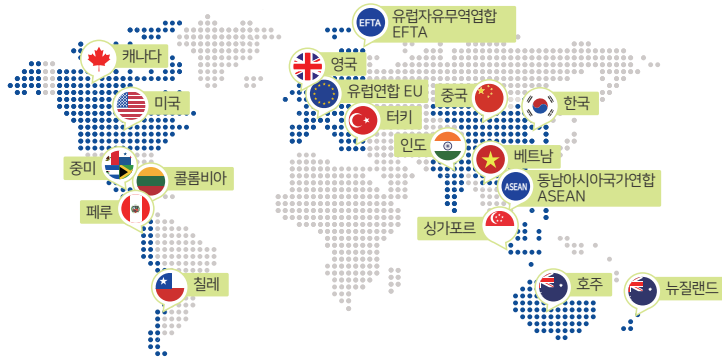 EFTA
유럽자유무역엽합
EFTA
캐나다
영국
미국
유럽연합 EU
중국
한국
터키
인도
베트남
중미
콜롬비아
ASEAN
동남아시아국가연합
ASEAN
페루
싱가포르
칠레
호주
뉴질랜드